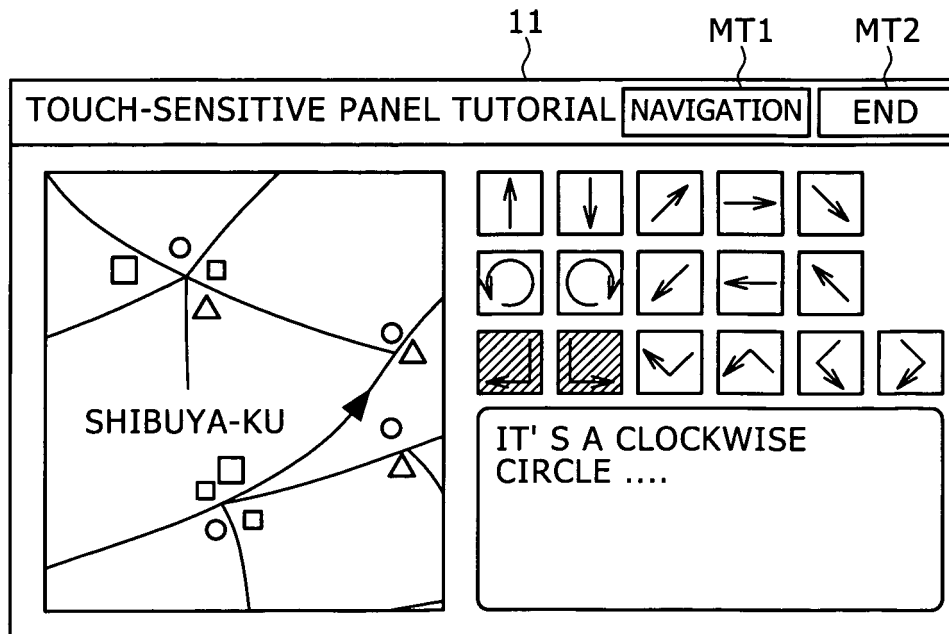 11 MT1 MT2
TOUCH-SENSITIVE PANEL TUTORIAL NAVIGATION END
SHIBUYA-KU
IT' S A CLOCKWISE
CIRCLE ....